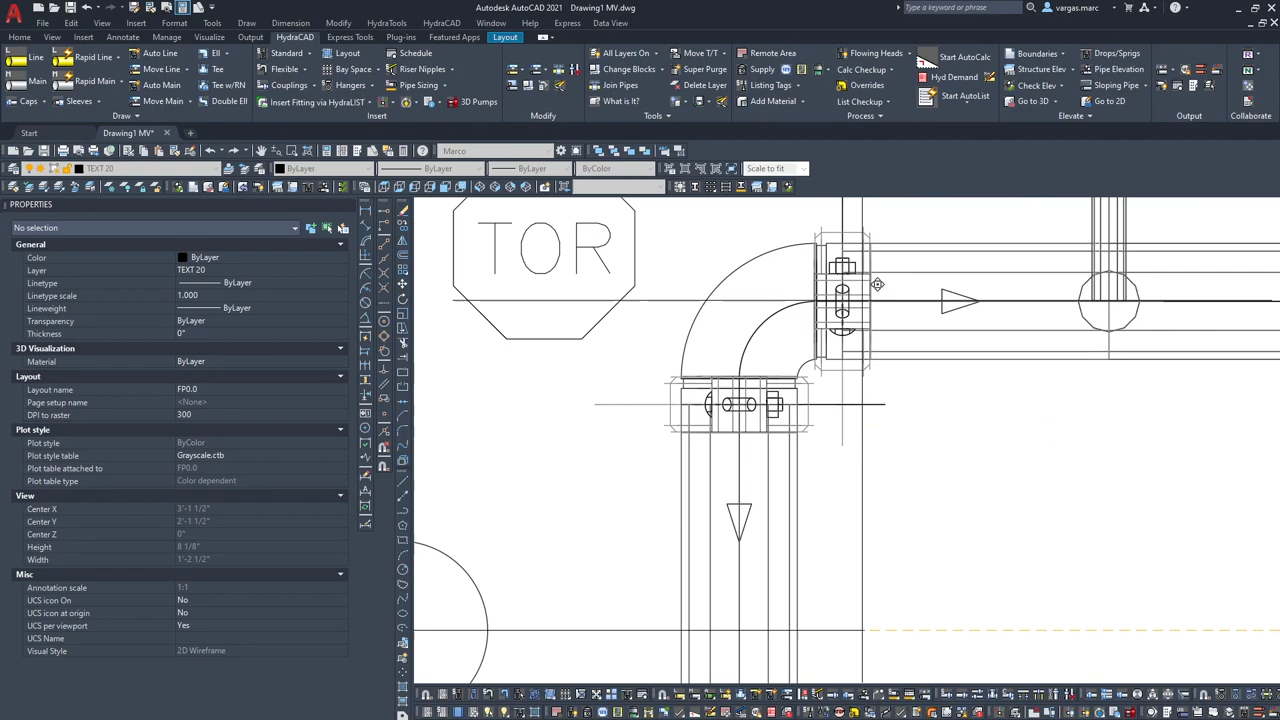 Autodesk AutoCAD 2021 Drawing1 MV.dwg
Type a keyword or phrase
vargas.marc
File Edit View Insert Format Tools Draw Dimension Modify HydraTools HydraCAD Window Help Express Data View
Home View Insert Annotate Manage Visualize Output HydraCAD Express Tools Plug-ins Featured Apps Layout
Line Rapid Line Auto Line Ell Standard Layout Schedule All Layers On Move T/T Remote Area Flowing Heads Start AutoCalc Boundaries Drops/Sprigs
Move Line Tee Flexible Bay Space Riser Nipples Change Blocks Super Pump Supply Calc Checkup Hyd Demand Structure Elev Pipe Elevation
Main Rapid Main Auto Main Tee w/RN Couplings Hangers Pipe Sizing Join Pipes Delete Layer Listing Tags Overrides Start AutoList Check Elev Sloping Pipe
Caps Sleeves Move Main Double Ell Insert Fitting via HydraLIST 3D Pumps What is It? Add Material List Checkup Go to 3D Go to 2D
Draw Insert Modify Tools Process Elevate Output Collaborate
Start Drawing1 MV*
Marco
TEXT 20 ByLayer ByLayer ByLayer ByColor Scale to fit
PROPERTIES
No selection
General
Color ByLayer
Layer TEXT 20
Linetype ByLayer
Linetype scale 1.000
Lineweight ByLayer
Transparency ByLayer
Thickness 0"
3D Visualization
Material ByLayer
Layout
Layout name FP0.0
Page setup name <None>
DPI to raster 300
Plot style
Plot style ByColor
Plot style table Grayscale.ctb
Plot table attached to FP0.0
Plot table type Color dependent
View
Center X 3'-1 1/2"
Center Y 2'-1 1/2"
Center Z 0"
Height 8 1/8"
Width 1'-2 1/2"
Misc
Annotation scale 1:1
UCS icon On No
UCS icon at origin No
UCS per viewport Yes
UCS Name
Visual Style 2D Wireframe
TOR